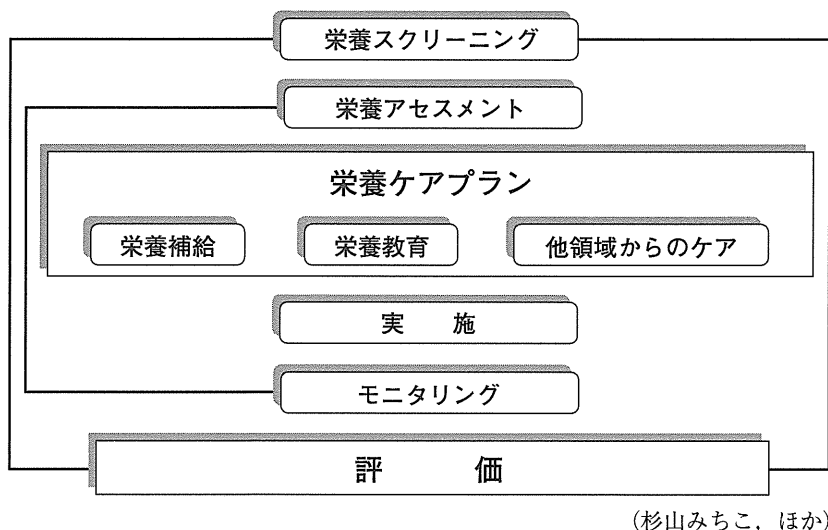 栄養スクリーニング
栄養アセスメント
栄養ケアプラン
栄養補給 栄養教育 他領域からのケア
実 施
モニタリング
評 価
(杉山みちこ,ほか)